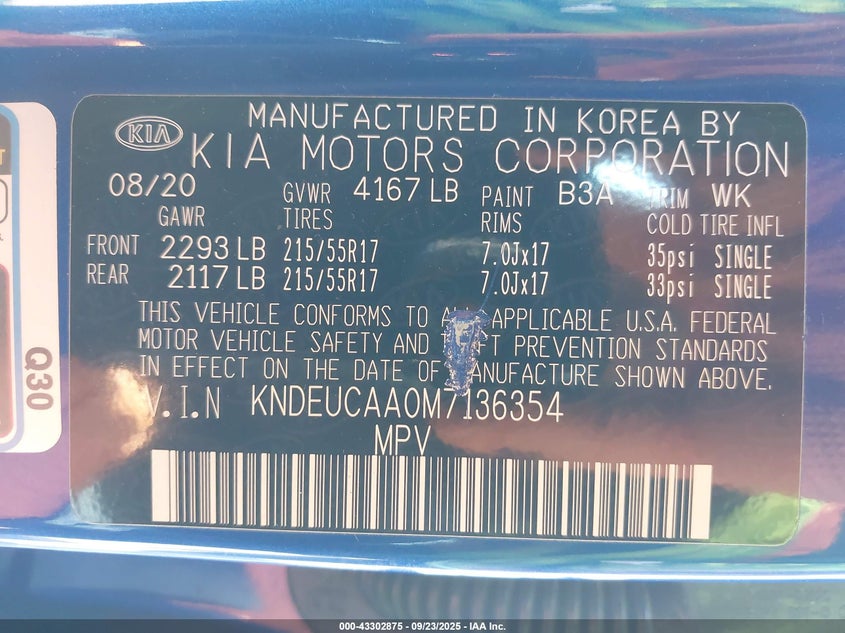 MANUFACTURED IN KOREA BY
KIA KIA MOTORS CORPORATION
08/20 GVWR 4167 LB PAINT B3A TRIM WK
GAWR TIRES RIMS COLD TIRE INFL
FRONT 2293 LB 215/55R17 7.0Jx17 35psi SINGLE
REAR 2117 LB 215/55R17 7.0Jx17 33psi SINGLE
THIS VEHICLE CONFORMS TO ALL APPLICABLE U.S.A. FEDERAL
MOTOR VEHICLE SAFETY AND THEFT PREVENTION STANDARDS
IN EFFECT ON THE DATE OF MANUFACTURE SHOWN ABOVE.
V.I.N KNDEUCAA0M7136354
MPV
Q30
000-43302875 - 09/23/2025 - IAA Inc.